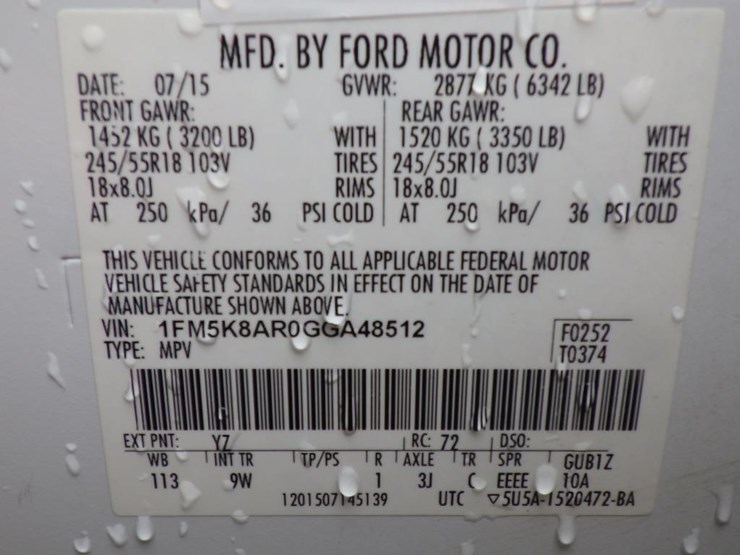 MFD. BY FORD MOTOR CO.
DATE: 07/15 GVWR: 2877 KG ( 6342 LB)
FRONT GAWR: REAR GAWR:
1452 KG ( 3200 LB) WITH 1520 KG ( 3350 LB) WITH
245/55R18 103V TIRES 245/55R18 103V TIRES
18x8.0J RIMS 18x8.0J RIMS
AT 250 kPa/ 36 PSI COLD AT 250 kPa/ 36 PSI COLD
THIS VEHICLE CONFORMS TO ALL APPLICABLE FEDERAL MOTOR
VEHICLE SAFETY STANDARDS IN EFFECT ON THE DATE OF
MANUFACTURE SHOWN ABOVE.
VIN: 1FM5K8AR0GGA48512 F0252
TYPE: MPV T0374
EXT PNT: YZ RC: 72 DSO:
WB INT TR TP/PS R AXLE TR SPR GUB1Z
113 9W 1 3J C EEEE 10A
1201507145139 UTC ▽5U5A-1520472-BA